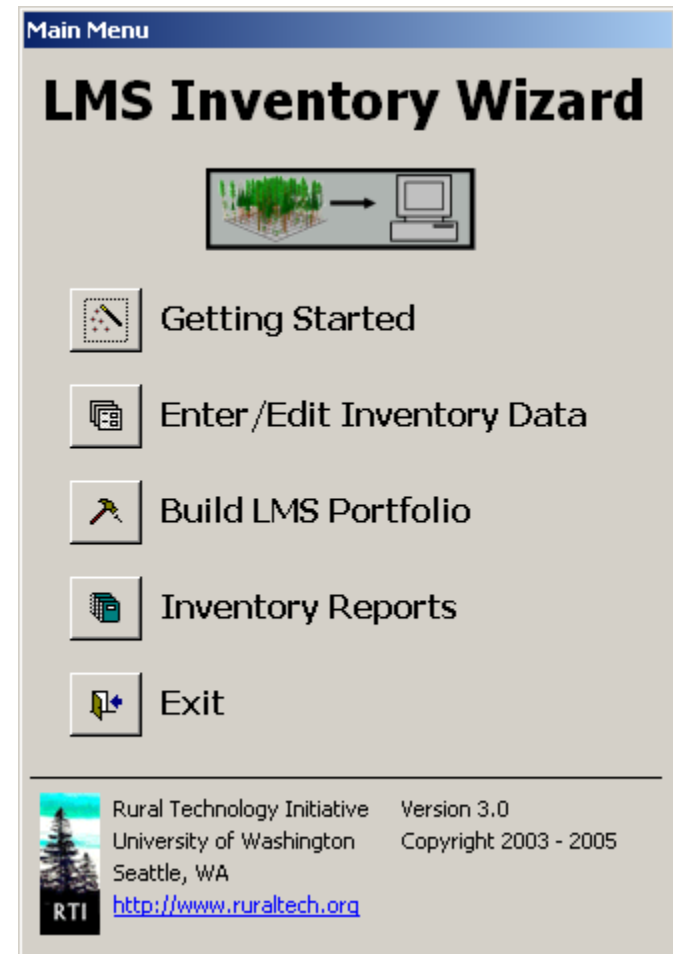 Main Menu
LMS Inventory Wizard
Getting Started
Enter/Edit Inventory Data
Build LMS Portfolio
Inventory Reports
Exit
Rural Technology Initiative
University of Washington
Seattle, WA
http://www.ruraltech.org
Version 3.0
Copyright 2003 - 2005
RTI